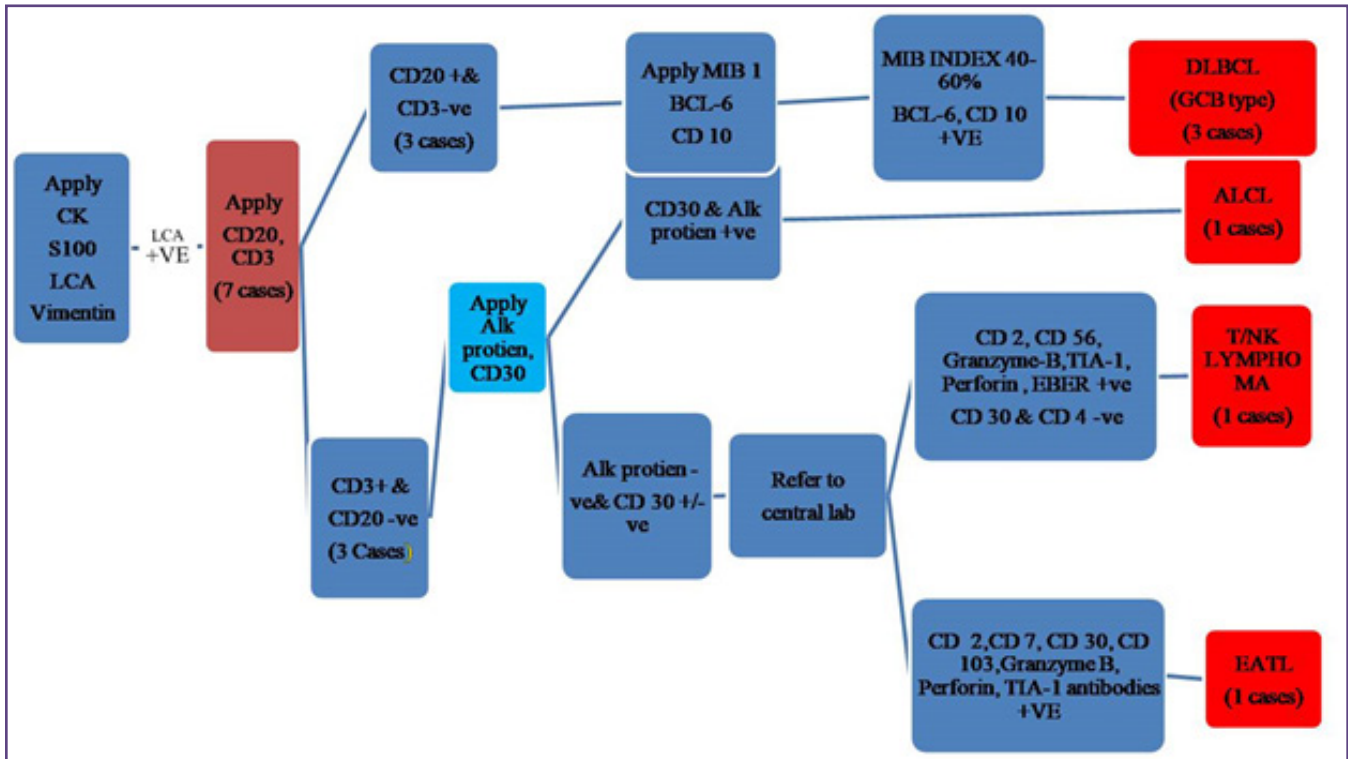 Apply
CK
S100
LCA
Vimentin
LCA
+VE
Apply
CD20,
CD3
(7 cases)
CD20 +&
CD3-ve
(3 cases)
Apply MIB 1
BCL-6
CD 10
MIB INDEX 40-
60%
BCL-6, CD 10
+VE
DLBCL
(GCB type)
(3 cases)
CD3+ &
CD20 -ve
(3 Cases)
Apply
Alk
protien,
CD30
CD30 & Alk
protien +ve
ALCL
(1 cases)
Alk protien -
ve& CD 30 +/-
ve
Refer to
central lab
CD 2, CD 56,
Granzyme-B,TIA-1,
Perforin , EBER +ve
CD 30 & CD 4 -ve
T/NK
LYMPHO
MA
(1 cases)
CD 2,CD 7, CD 30, CD
103,Granzyme B,
Perforin, TIA-1 antibodies
+VE
EATL
(1 cases)